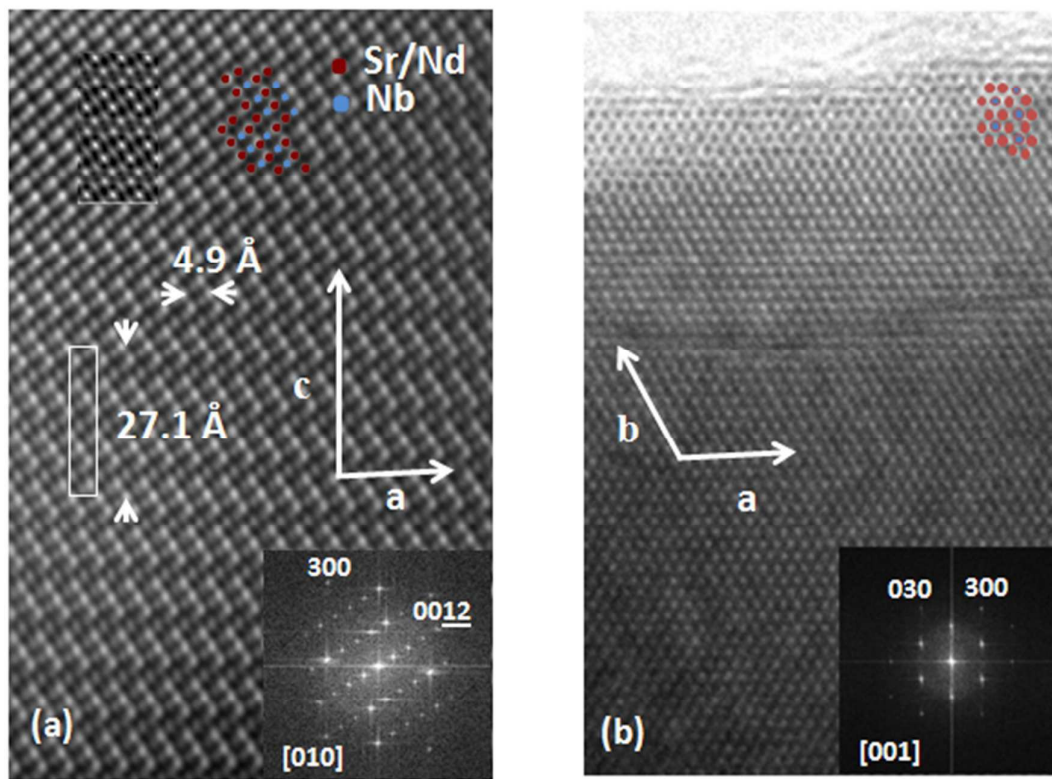 Sr/Nd
Nb
4.9 Å
c
27.1 Å
a
300
0012
(a)
[010]
b
a
030 300
(b)
[001]